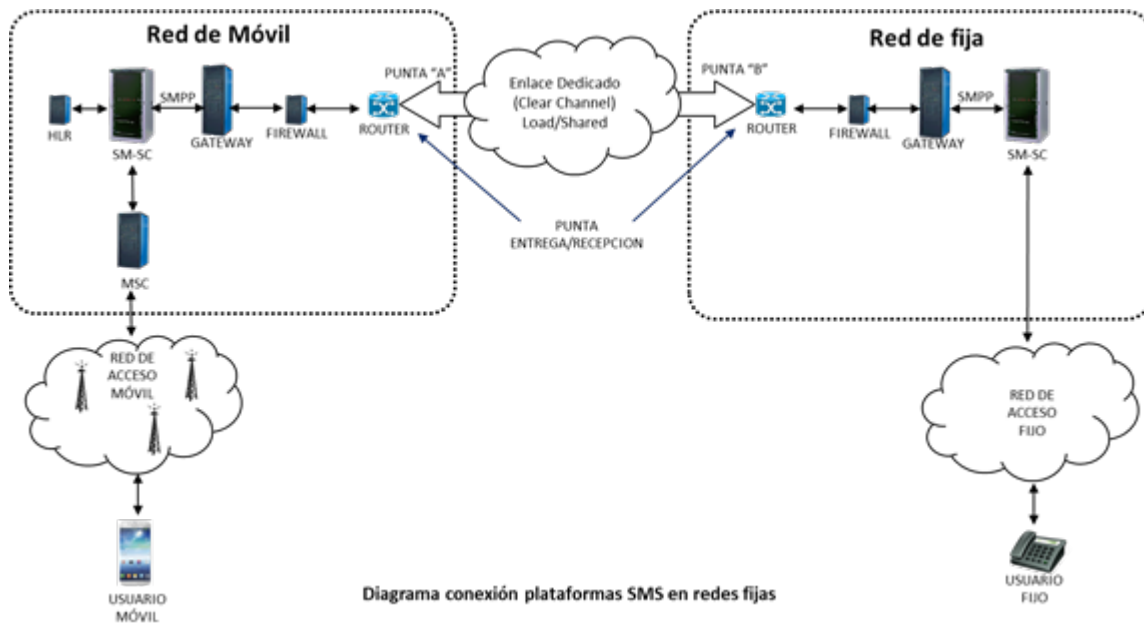 Red de Móvil
Red de fija
PUNTA "A"
Enlace Dedicado
(Clear Channel)
Load/Shared
PUNTA "B"
SMPP
SMPP
HLR
SM-SC
GATEWAY
FIREWALL
ROUTER
ROUTER
FIREWALL
GATEWAY
SM-SC
PUNTA
ENTREGA/RECEPCION
MSC
RED DE
ACCESO
MÓVIL
RED DE
ACCESO
FIJO
USUARIO
MÓVIL
Diagrama conexión plataformas SMS en redes fijas
USUARIO
FIJO